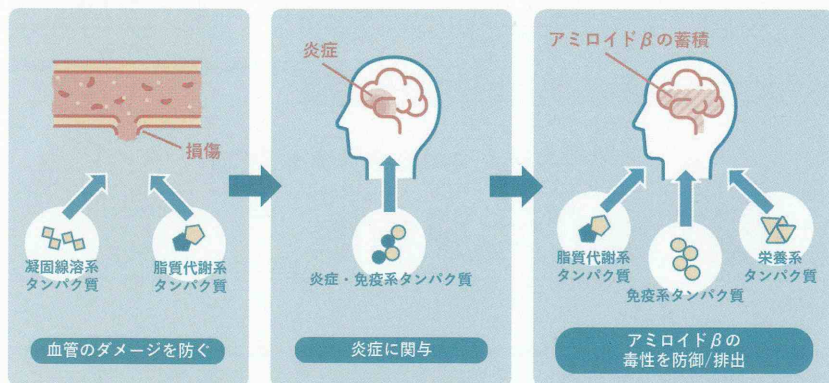 損傷
凝固線溶系
タンパク質
脂質代謝系
タンパク質
血管のダメージを防ぐ
炎症
炎症・免疫系タンパク質
炎症に関与
アミロイドβの蓄積
脂質代謝系
タンパク質
免疫系タンパク質
栄養系
タンパク質
アミロイドβの
毒性を防御/排出